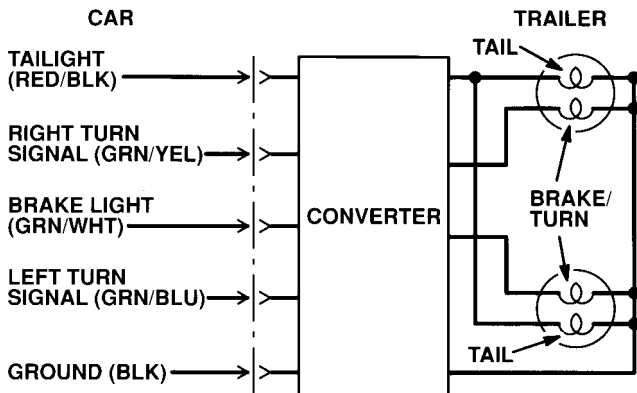 CAR
TRAILER
TAILIGHT
(RED/BLK)
RIGHT TURN
SIGNAL (GRN/YEL)
BRAKE LIGHT
(GRN/WHT)
LEFT TURN
SIGNAL (GRN/BLU)
GROUND (BLK)
CONVERTER
TAIL
BRAKE/
TURN
TAIL